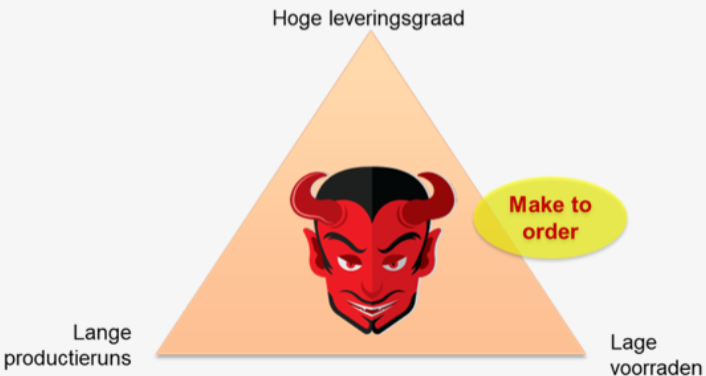 Hoge leveringsgraad
Make to
order
Lange
productieruns
Lage
voorraden